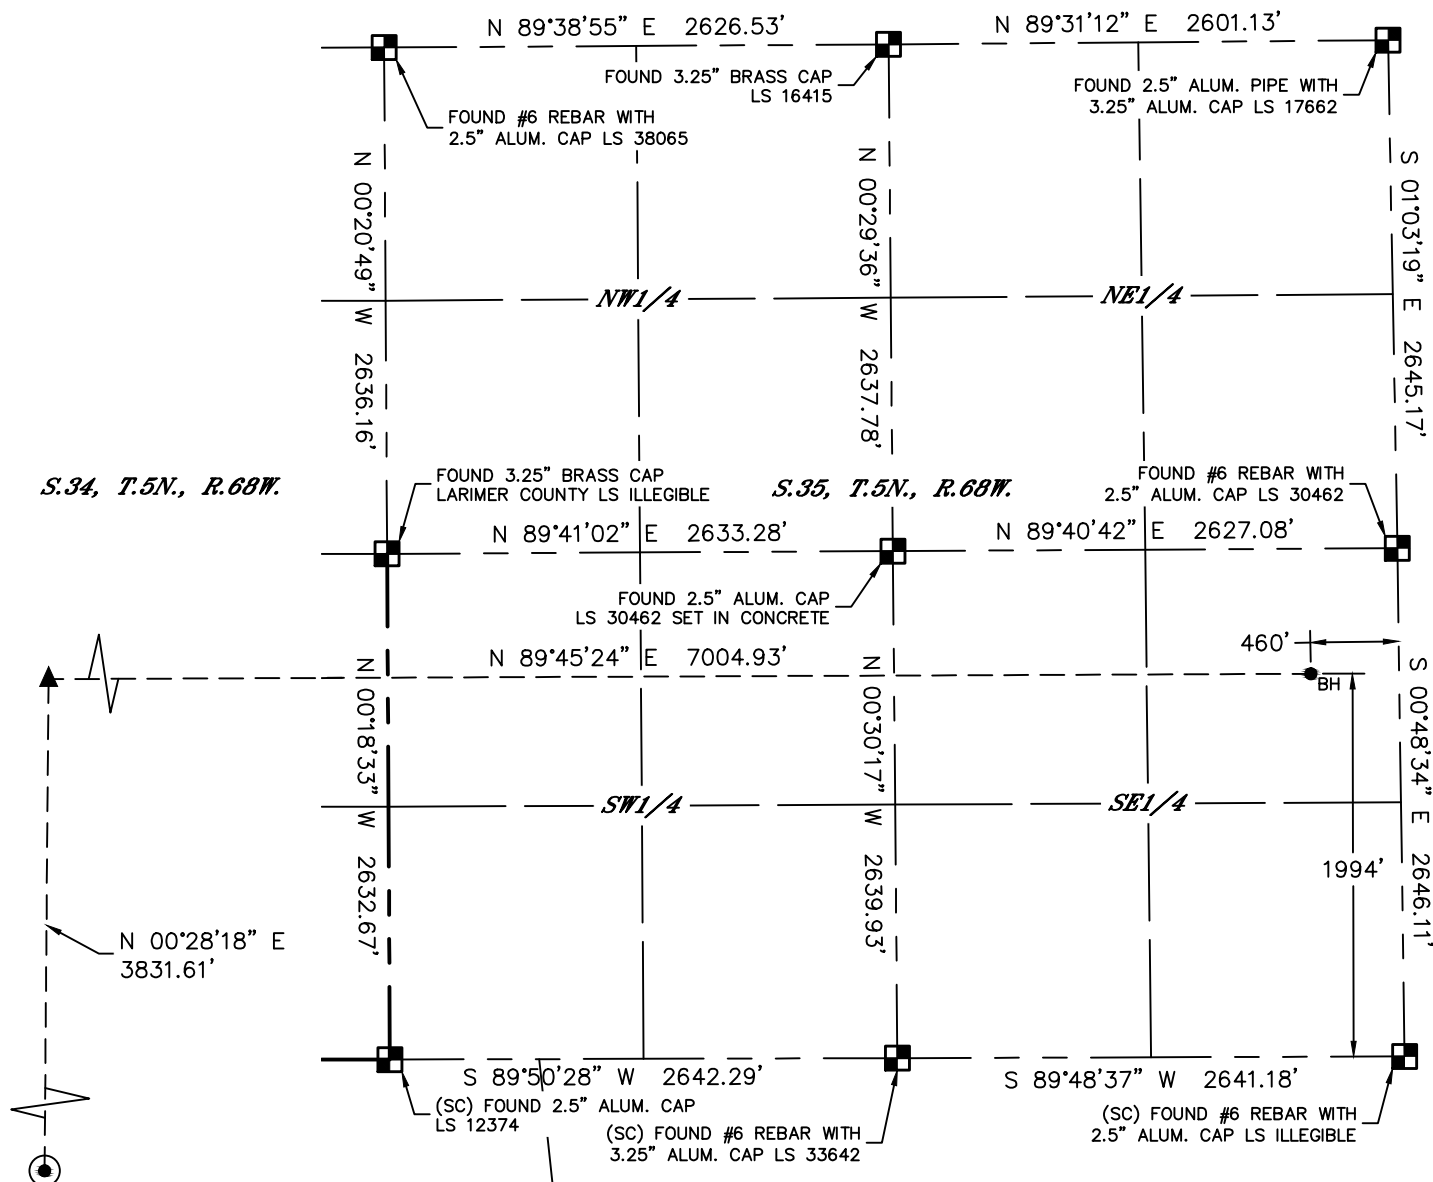 N 89°38'55" E 2626.53'
N 89°31'12" E 2601.13'
FOUND 3.25" BRASS CAP
LS 16415
FOUND 2.5" ALUM. PIPE WITH
3.25" ALUM. CAP LS 17662
FOUND #6 REBAR WITH
2.5" ALUM. CAP LS 38065
N 00°20'49" W 2636.16'
N 00°29'36" W 2637.78'
S 01°03'19" E 2645.17'
NW1/4
NE1/4
S.34, T.5N., R.68W.
FOUND 3.25" BRASS CAP
LARIMER COUNTY LS ILLEGIBLE
S.35, T.5N., R.68W.
FOUND #6 REBAR WITH
2.5" ALUM. CAP LS 30462
N 89°41'02" E 2633.28'
N 89°40'42" E 2627.08'
FOUND 2.5" ALUM. CAP
LS 30462 SET IN CONCRETE
460'
N 89°45'24" E 7004.93'
BH
N 00°18'33" W 2632.67'
N 00°30'17" W 2639.93'
S 00°48'34" E 2646.11'
SW1/4
SE1/4
1994'
N 00°28'18" E
3831.61'
S 89°50'28" W 2642.29'
S 89°48'37" W 2641.18'
(SC) FOUND 2.5" ALUM. CAP
LS 12374
(SC) FOUND #6 REBAR WITH
3.25" ALUM. CAP LS 33642
(SC) FOUND #6 REBAR WITH
2.5" ALUM. CAP LS ILLEGIBLE